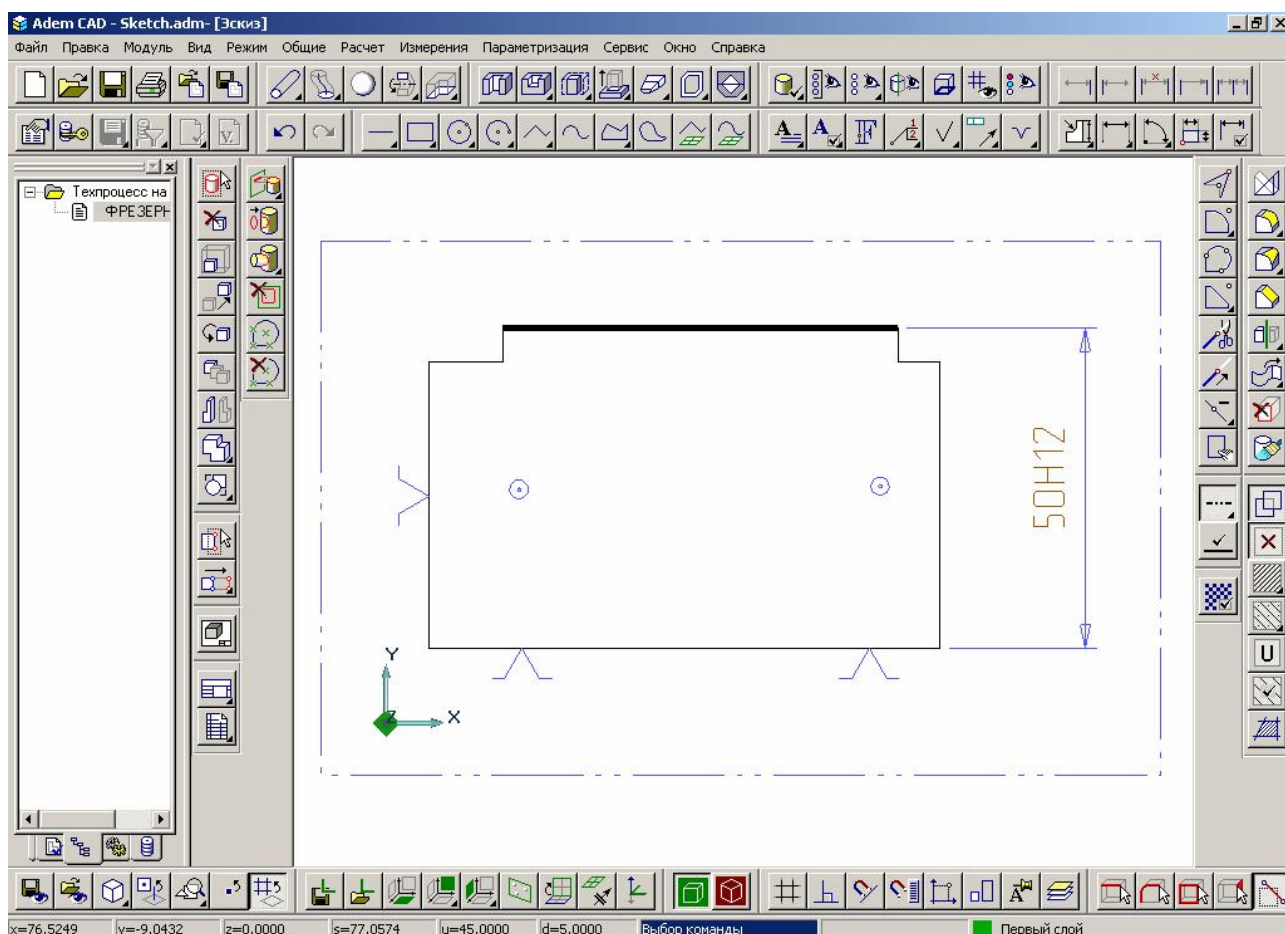 Adem CAD - Sketch.adm- [Эскиз]
Файл Правка Модуль Вид Режим Общие Расчет Измерения Параметризация Сервис Окно Справка
Техпроцесс на
ФРЕЗЕРН
50H12
Y
Z
X
U
x=76.5249 y=-9.0432 z=0.0000 s=77.0574 u=45.0000 d=5.0000 Выбор команды Первый слой